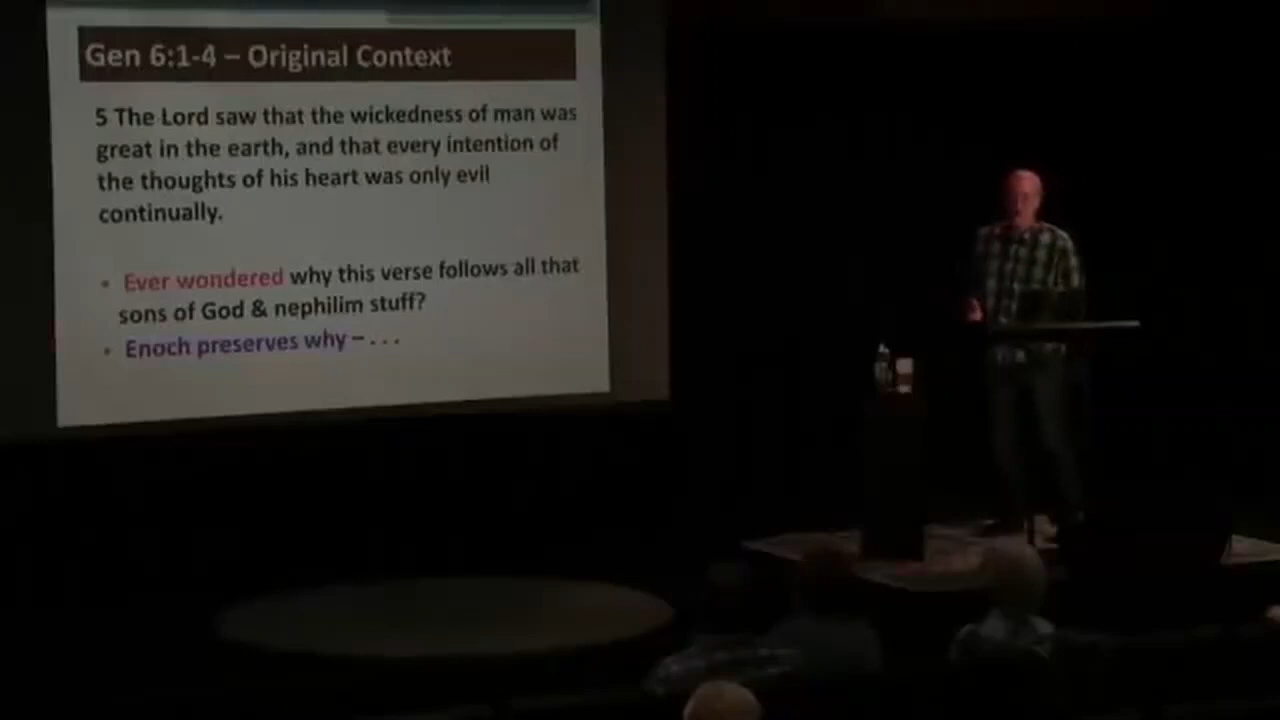 Gen 6:1-4 – Original Context
5 The Lord saw that the wickedness of man was
great in the earth, and that every intention of
the thoughts of his heart was only evil
continually.
• Ever wondered why this verse follows all that
sons of God & nephilim stuff?
• Enoch preserves why – . . .